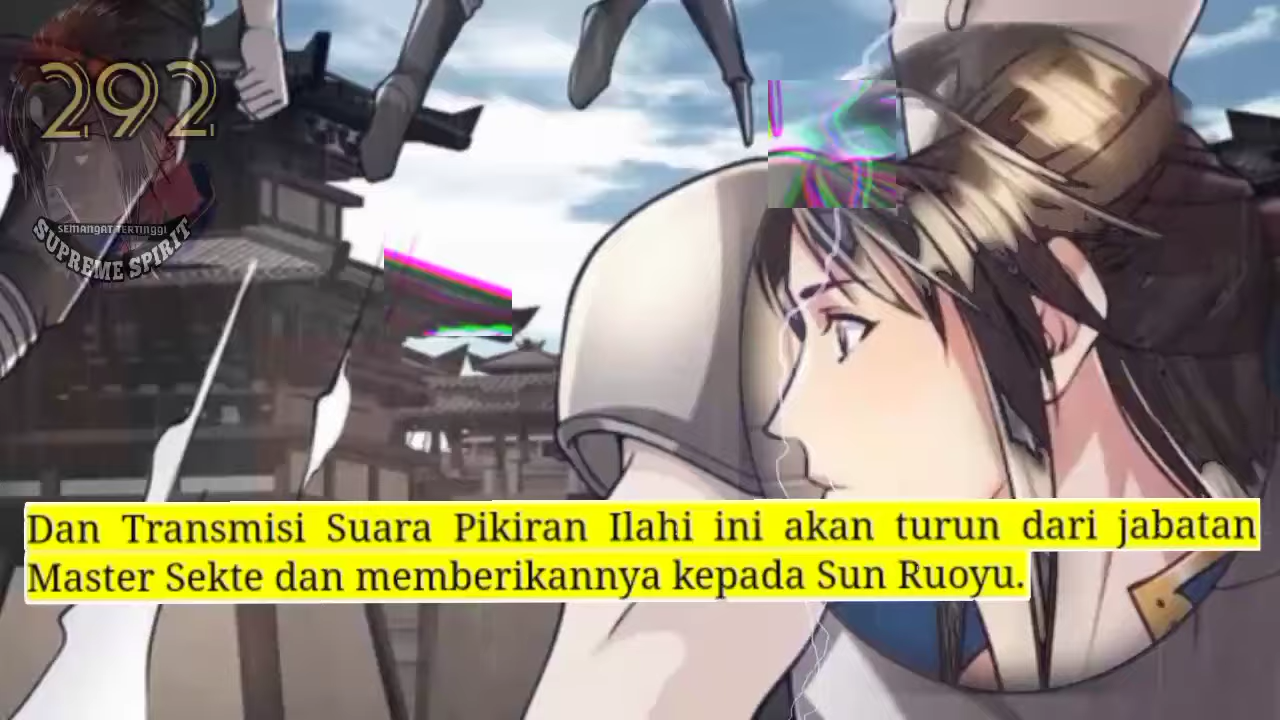 292
SEMANGAT TERTINGGI
SUPREME SPIRIT
Dan Transmisi Suara Pikiran Ilahi ini akan turun dari jabatan
Master Sekte dan memberikannya kepada Sun Ruoyu.